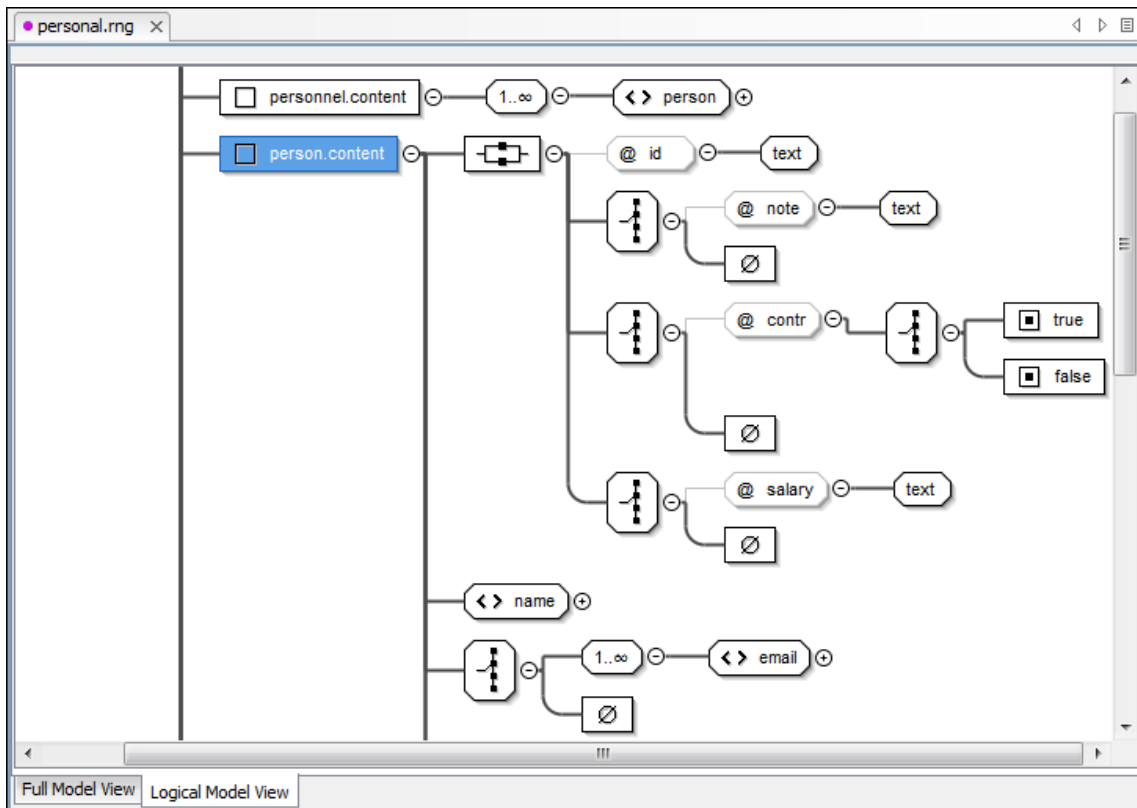 personal.rng
personnel.content 1..∞ < > person
person.content @ id text
@ note text
∅
@ contr true
false
∅
@ salary text
∅
< > name
1..∞ < > email
∅
Full Model View Logical Model View